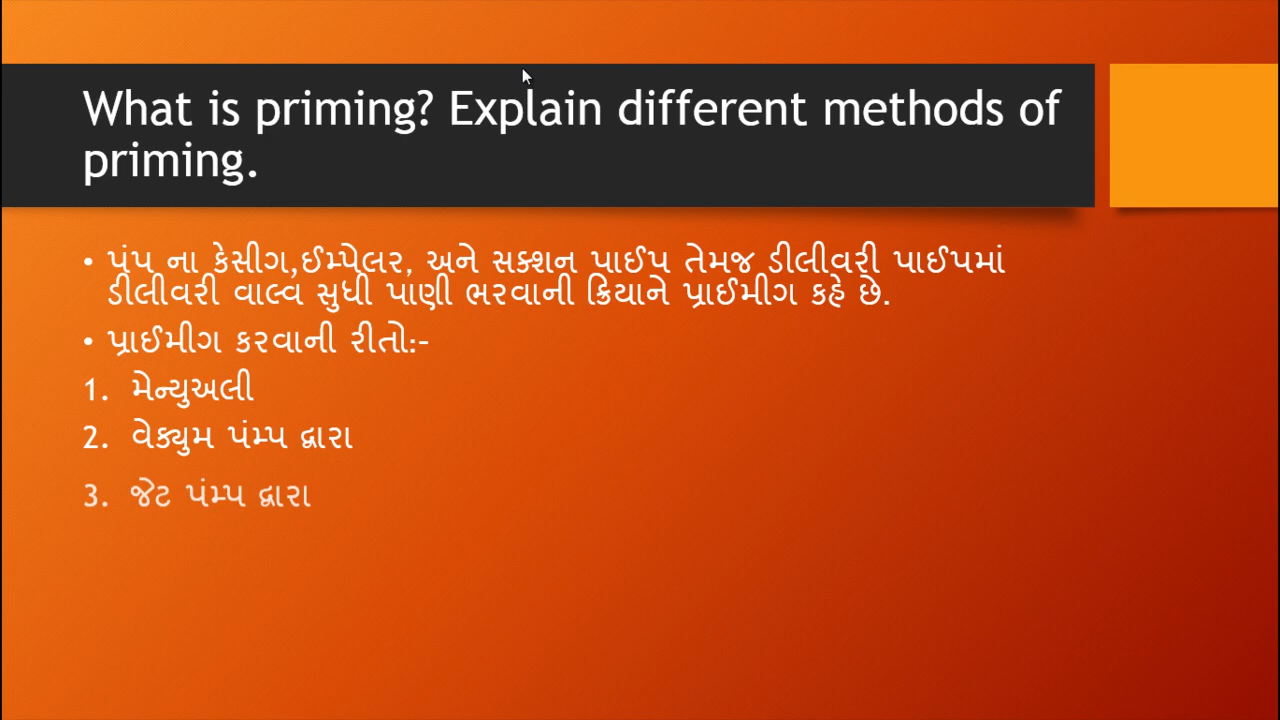 What is priming? Explain different methods of
priming.
• પંપ ના કેસીગ,ઈમ્પેલર, અને સક્શન પાઈપ તેમજ ડીલીવરી પાઈપમાં
ડીલીવરી વાલ્વ સુધી પાણી ભરવાની ક્રિયાને પ્રાઈમીગ કહે છે.
• પ્રાઈમીગ કરવાની રીતો:-
1. મેન્યુઅલી
2. વેક્યુમ પંમ્પ દ્વારા
3. જેટ પંમ્પ દ્વારા